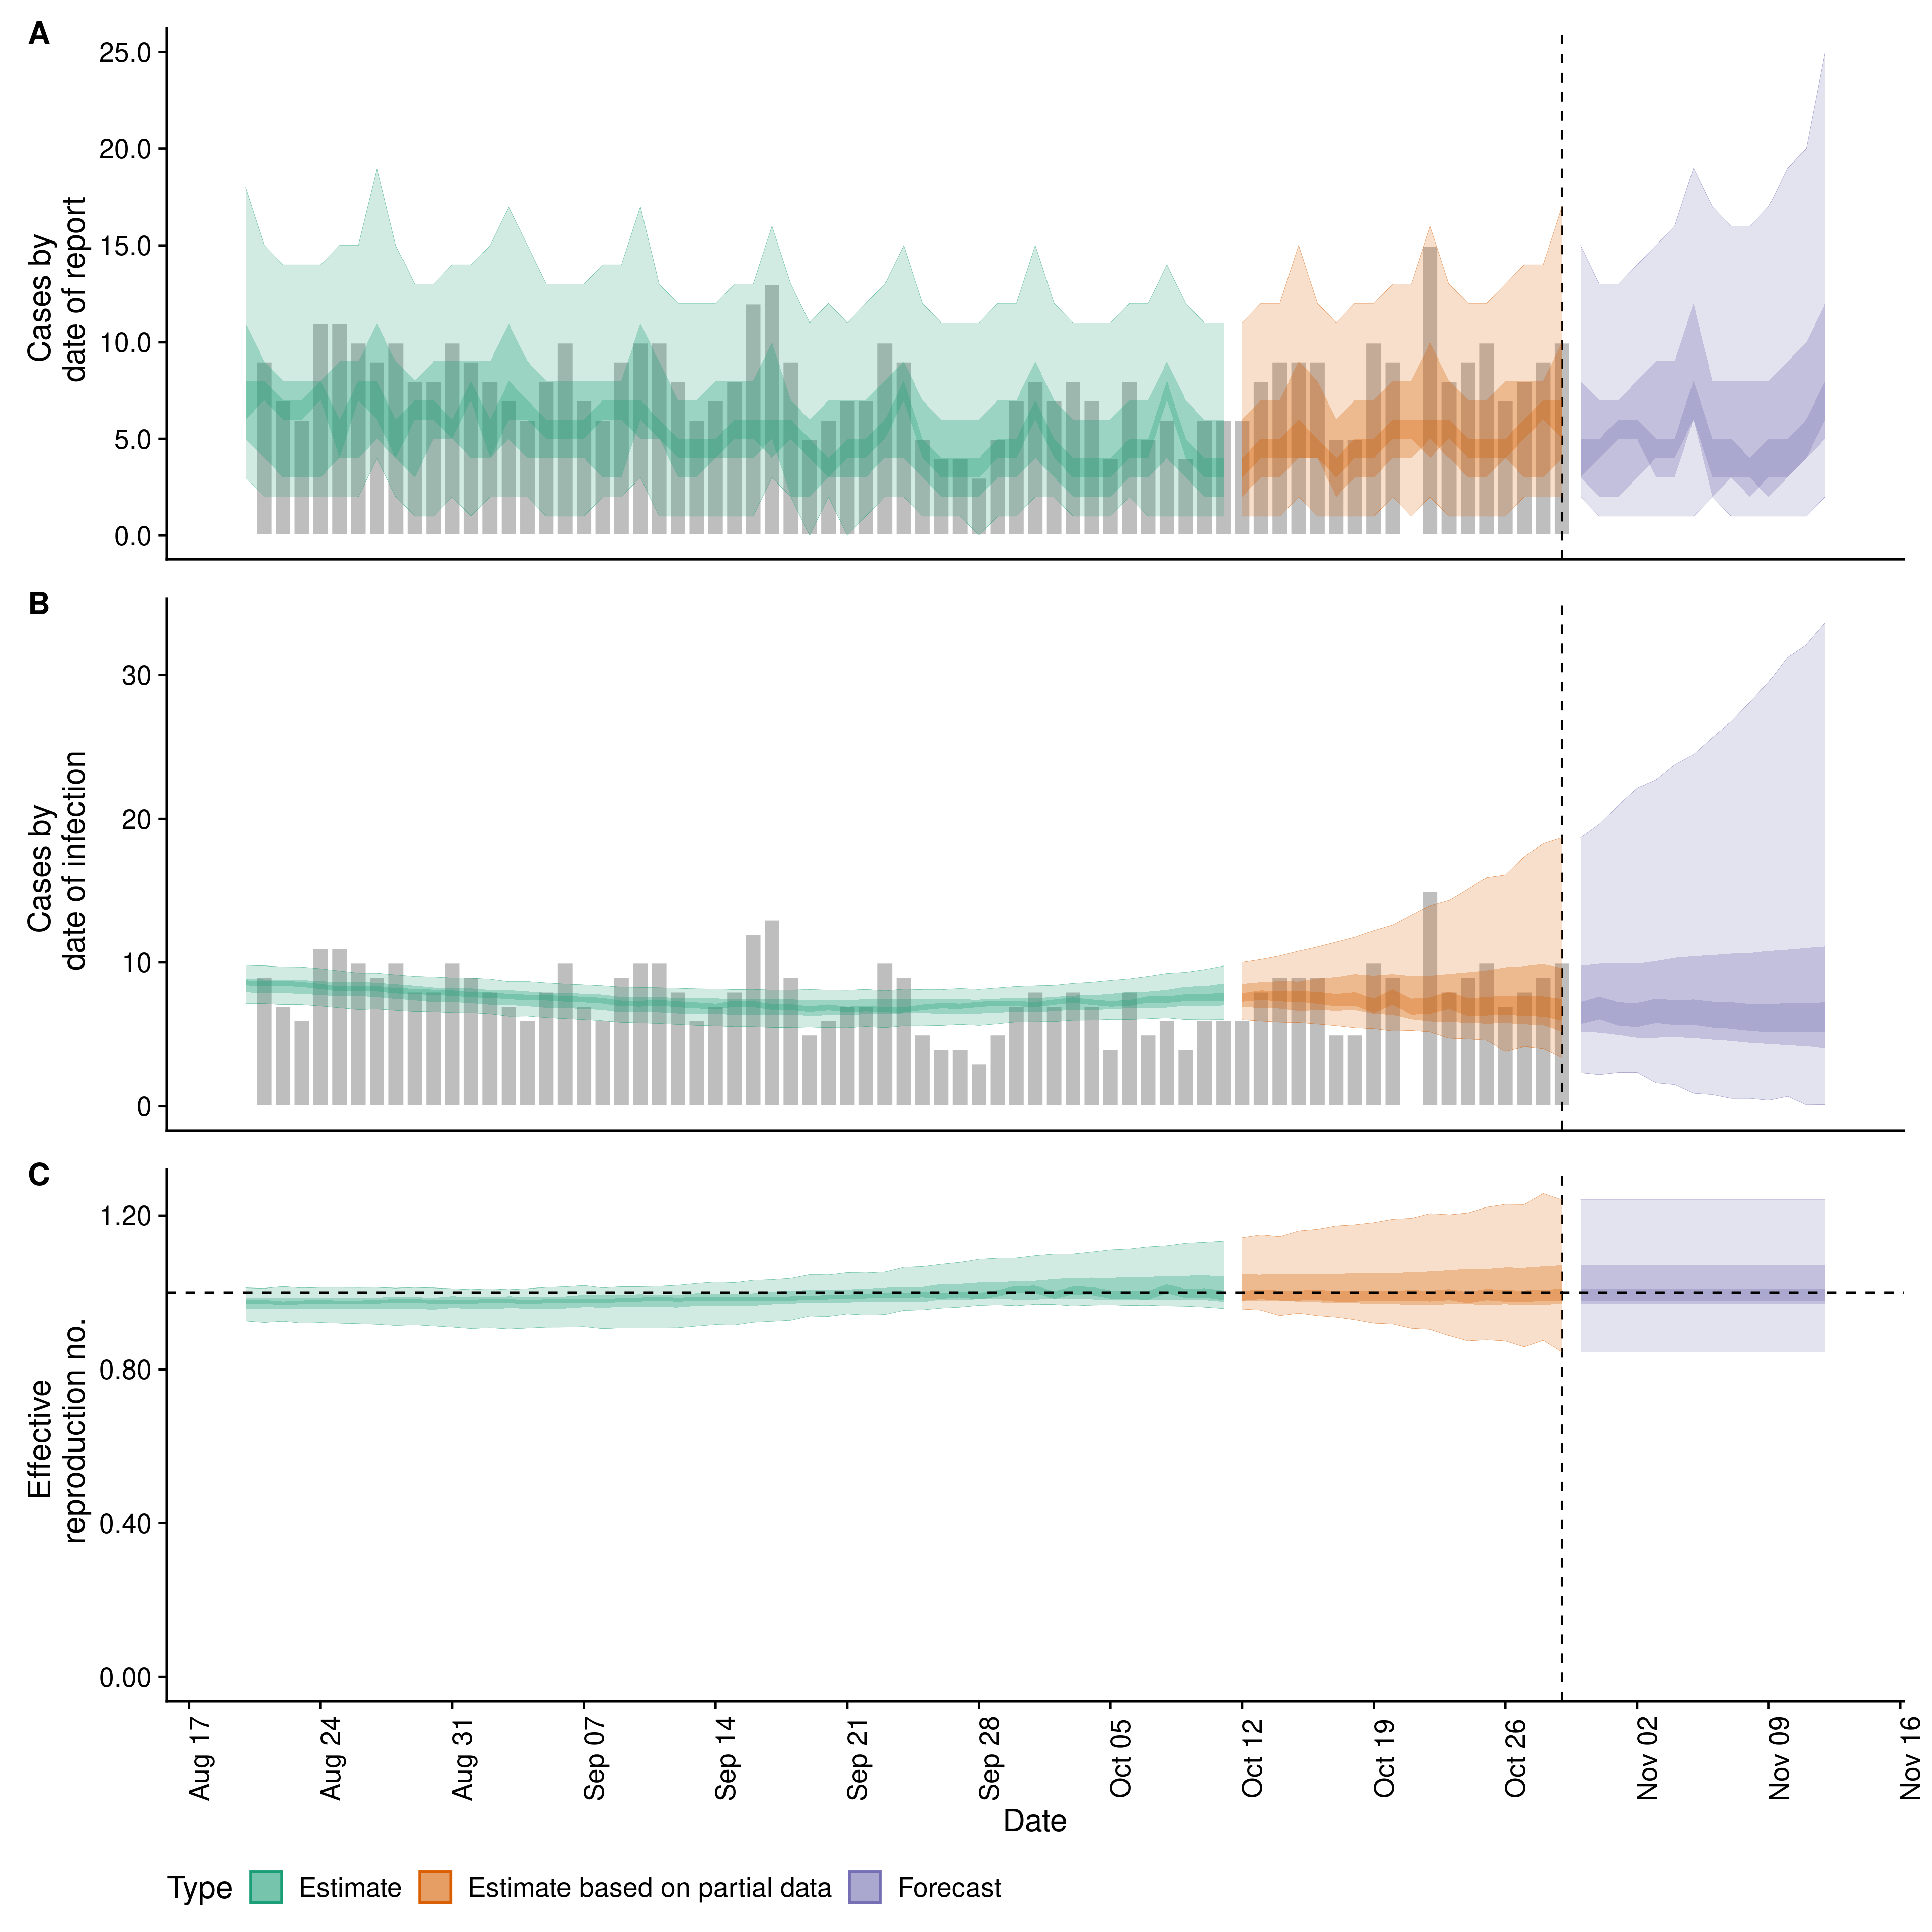 A
25.0
20.0
15.0
10.0
5.0
0.0
Cases by
date of report
B
30
20
10
0
Cases by
date of infection
C
1.20
0.80
0.40
0.00
Effective
reproduction no.
Aug 17
Aug 24
Aug 31
Sep 07
Sep 14
Sep 21
Sep 28
Oct 05
Oct 12
Oct 19
Oct 26
Nov 02
Nov 09
Nov 16
Date
Type Estimate Estimate based on partial data Forecast